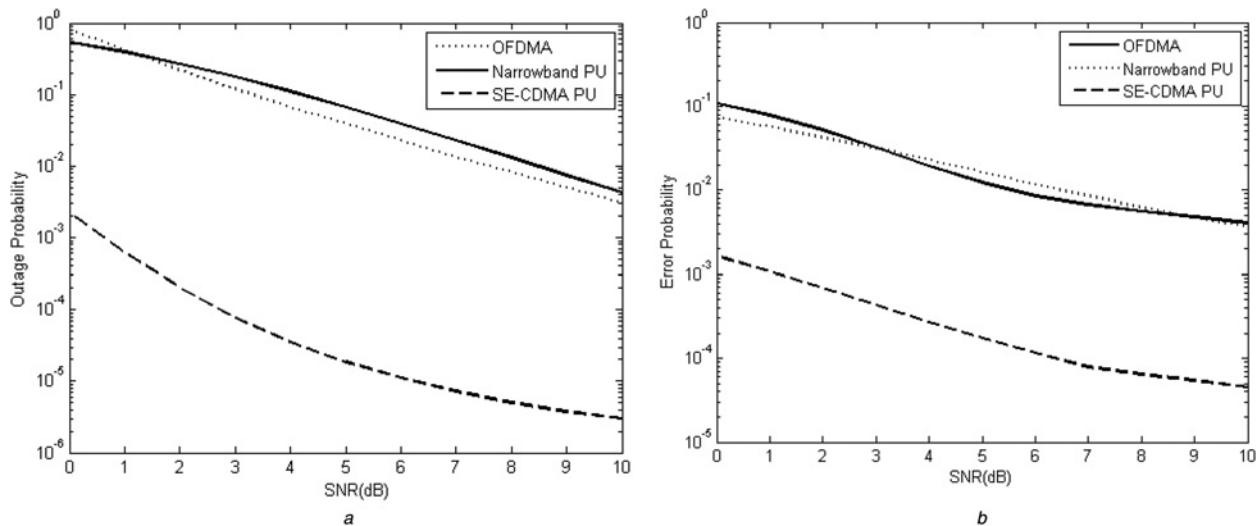 10^0
10^-1
10^-2
10^-3
10^-4
10^-5
10^-6
Outage Probability
OFDMA
Narrowband PU
SE-CDMA PU
0 1 2 3 4 5 6 7 8 9 10
SNR(dB)
a
10^0
10^-1
10^-2
10^-3
10^-4
10^-5
Error Probability
OFDMA
Narrowband PU
SE-CDMA PU
0 1 2 3 4 5 6 7 8 9 10
SNR(dB)
b